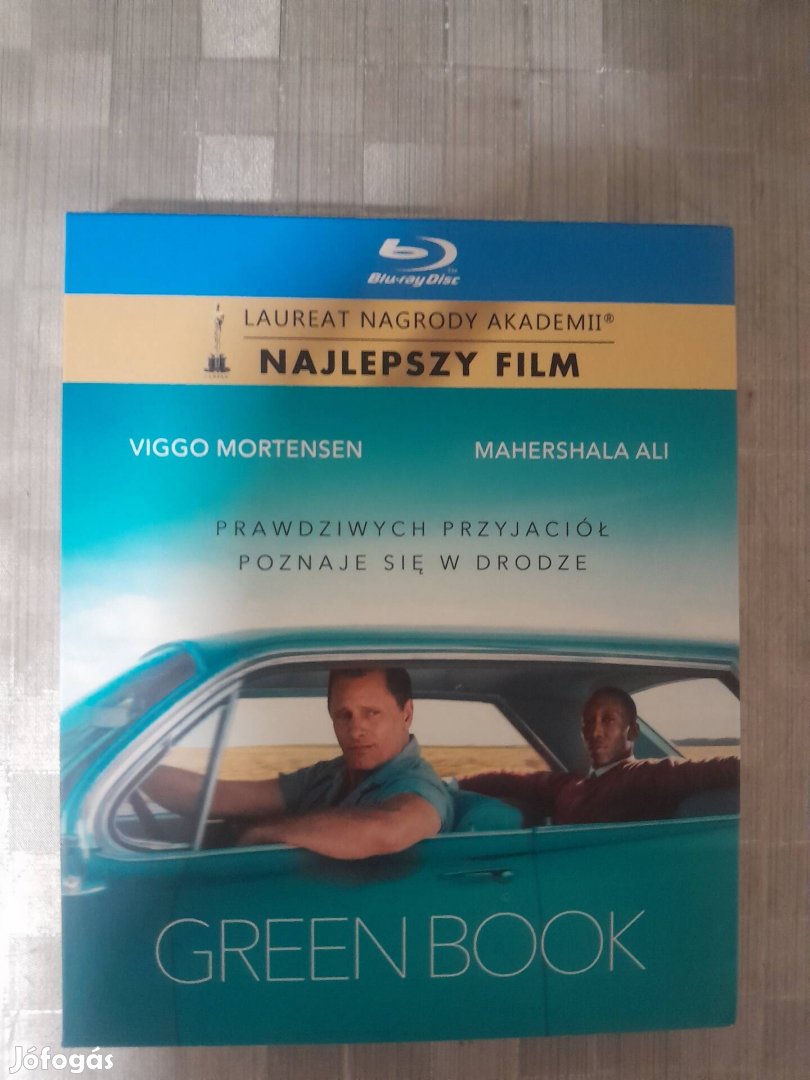 Blu-ray Disc™
LAUREAT NAGRODY AKADEMII®
NAJLEPSZY FILM
VIGGO MORTENSEN MAHERSHALA ALI
PRAWDZIWYCH PRZYJACIÓŁ
POZNAJE SIĘ W DRODZE
GREEN BOOK
Jófogás